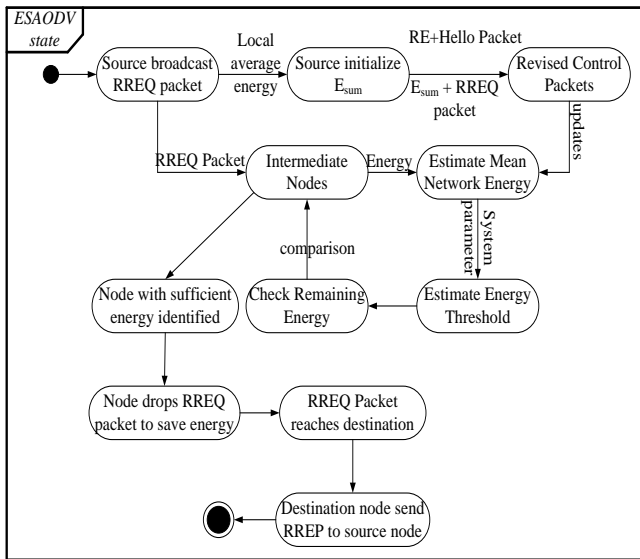 ESAODV
state
Source broadcast
RREQ packet
Local
average
energy
Source initialize
Esum
RE+Hello Packet
Esum + RREQ
packet
Revised Control
Packets
updates
RREQ Packet
Intermediate
Nodes
Energy
Estimate Mean
Network Energy
System
parameter
comparison
Node with sufficient
energy identified
Check Remaining
Energy
Estimate Energy
Threshold
Node drops RREQ
packet to save energy
RREQ Packet
reaches destination
Destination node send
RREP to source node